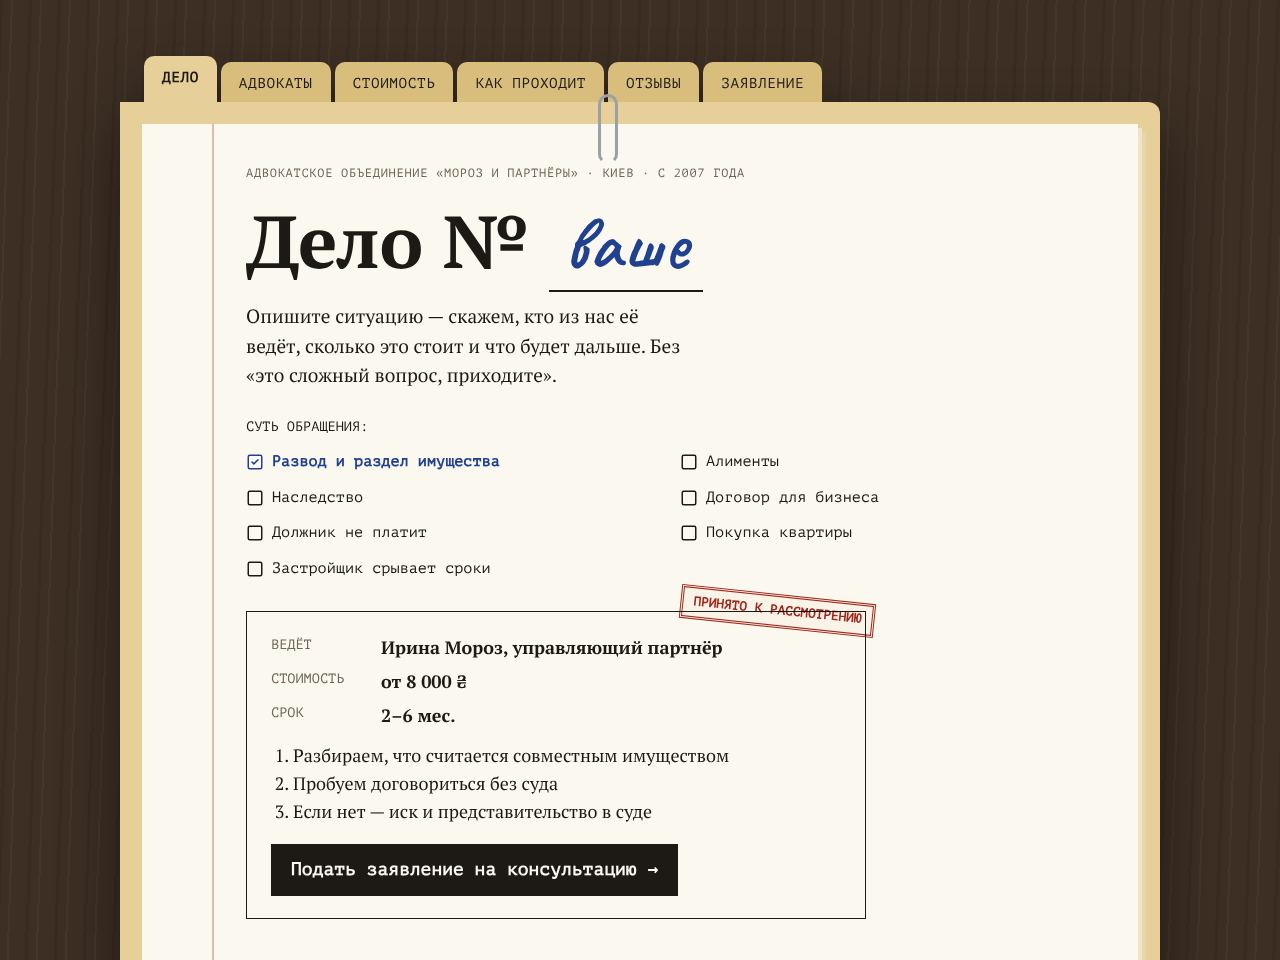 ДЕЛО АДВОКАТЫ СТОИМОСТЬ КАК ПРОХОДИТ ОТЗЫВЫ ЗАЯВЛЕНИЕ
АДВОКАТСКОЕ ОБЪЕДИНЕНИЕ «МОРОЗ И ПАРТНЁРЫ» · КИЕВ · С 2007 ГОДА
Дело № ваше
Опишите ситуацию — скажем, кто из нас её
ведёт, сколько это стоит и что будет дальше. Без
«это сложный вопрос, приходите».
СУТЬ ОБРАЩЕНИЯ:
Развод и раздел имущества
Алименты
Наследство
Договор для бизнеса
Должник не платит
Покупка квартиры
Застройщик срывает сроки
ПРИНЯТО К РАССМОТРЕНИЮ
ВЕДЁТ Ирина Мороз, управляющий партнёр
СТОИМОСТЬ от 8 000 ₴
СРОК 2–6 мес.
1. Разбираем, что считается совместным имуществом
2. Пробуем договориться без суда
3. Если нет — иск и представительство в суде
Подать заявление на консультацию →